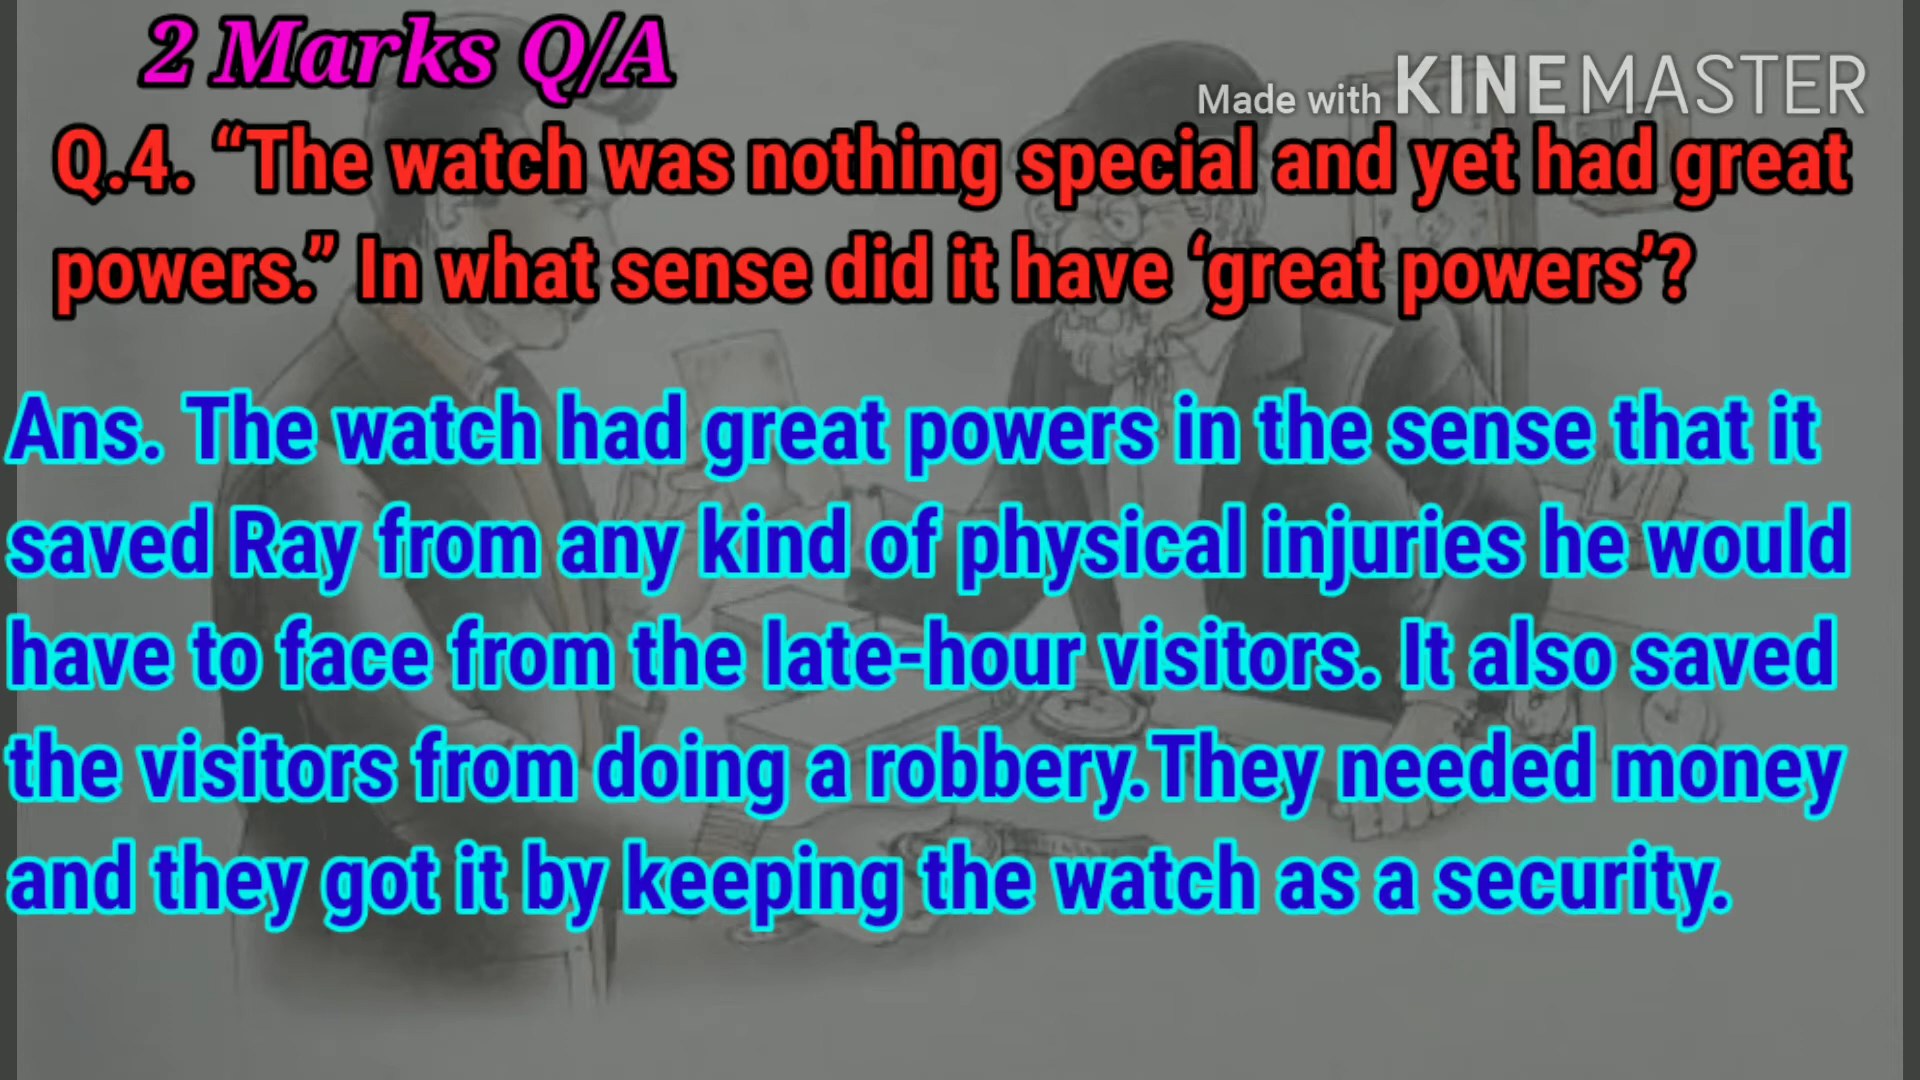 2 Marks Q/A
Made with KINEMASTER
Q.4. “The watch was nothing special and yet had great
powers.” In what sense did it have ‘great powers’?
Ans. The watch had great powers in the sense that it
saved Ray from any kind of physical injuries he would
have to face from the late-hour visitors. It also saved
the visitors from doing a robbery.They needed money
and they got it by keeping the watch as a security.